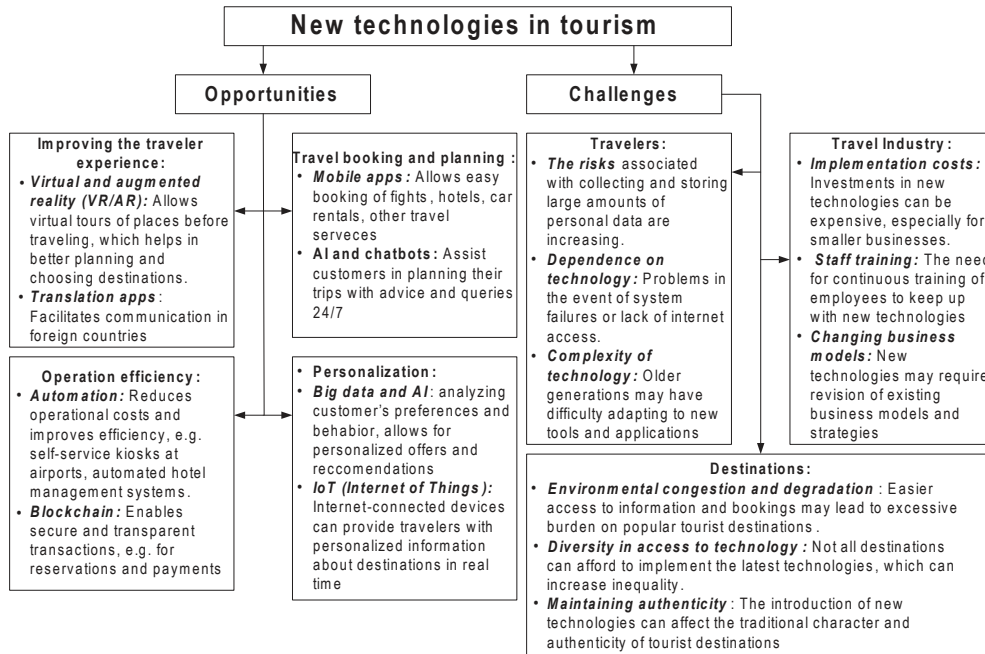 New technologies in tourism
Opportunities
Challenges
Improving the traveler
experience:
• Virtual and augmented
reality (VR/AR): Allows
virtual tours of places before
traveling, which helps in
better planning and
choosing destinations.
• Translation apps:
Facilitates communication in
foreign countries
Travel booking and planning:
• Mobile apps: Allows easy
booking of fights, hotels, car
rentals, other travel
serveces
• AI and chatbots: Assist
customers in planning their
trips with advice and queries
24/7
Operation efficiency:
• Automation: Reduces
operational costs and
improves efficiency, e.g.
self-service kiosks at
airports, automated hotel
management systems.
• Blockchain: Enables
secure and transparent
transactions, e.g. for
reservations and payments
• Personalization:
• Big data and AI: analyzing
customer's preferences and
behabior, allows for
personalized offers and
reccomendations
• IoT (Internet of Things):
Internet-connected devices
can provide travelers with
personalized information
about destinations in real
time
Travelers:
• The risks associated
with collecting and storing
large amounts of
personal data are
increasing.
• Dependence on
technology: Problems in
the event of system
failures or lack of internet
access.
• Complexity of
technology: Older
generations may have
difficulty adapting to new
tools and applications
Travel Industry:
• Implementation costs:
Investments in new
technologies can be
expensive, especially for
smaller businesses.
• Staff training: The need
for continuous training of
employees to keep up
with new technologies
• Changing business
models: New
technologies may require
revision of existing
business models and
strategies
Destinations:
• Environmental congestion and degradation : Easier
access to information and bookings may lead to excessive
burden on popular tourist destinations.
• Diversity in access to technology: Not all destinations
can afford to implement the latest technologies, which can
increase inequality.
• Maintaining authenticity : The introduction of new
technologies can affect the traditional character and
authenticity of tourist destinations